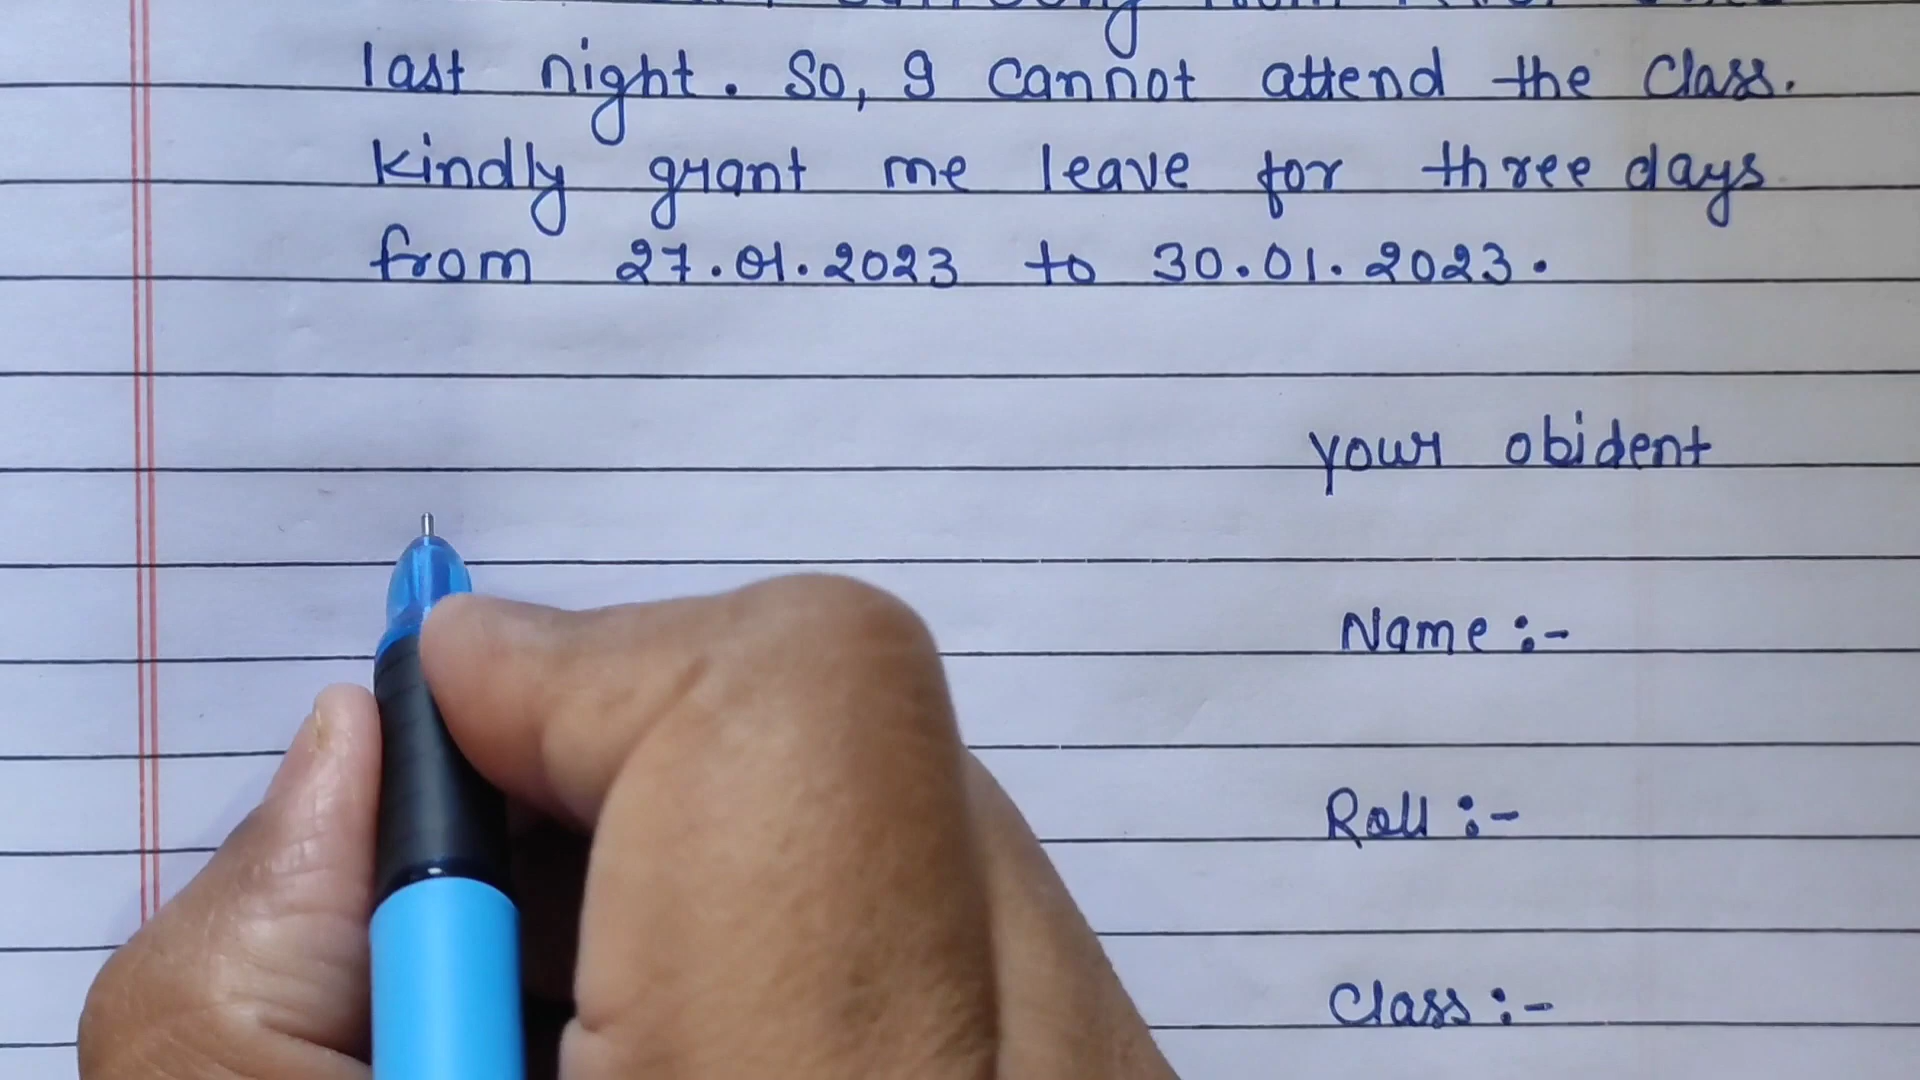 last night. So, I cannot attend the Class.
Kindly grant me leave for three days
from 27.01.2023 to 30.01.2023.
your obident
Name :-
Roll :-
Class :-